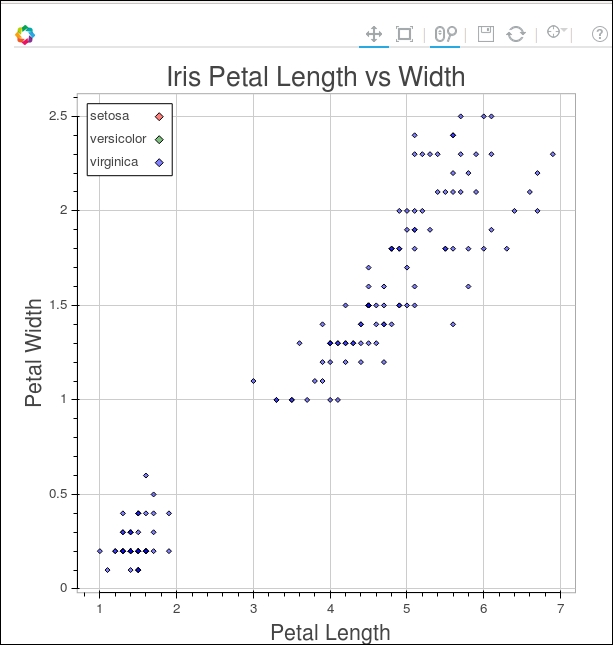 Iris Petal Length vs Width
2.5
2
1.5
1
0.5
0
setosa
versicolor
virginica
Petal Width
1 2 3 4 5 6 7
Petal Length